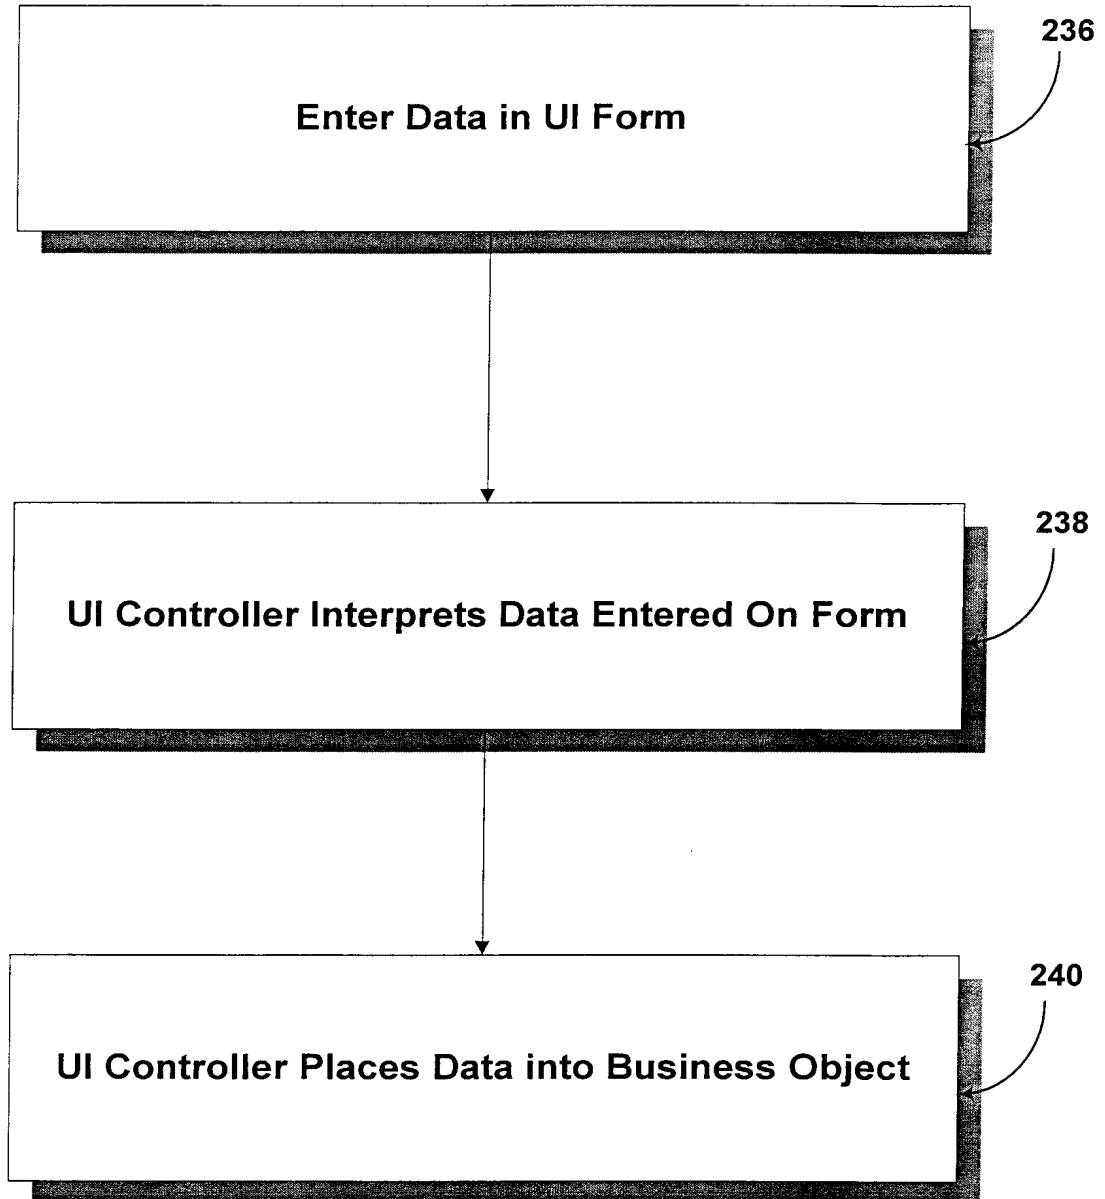 236
Enter Data in UI Form
238
UI Controller Interprets Data Entered On Form
240
UI Controller Places Data into Business Object